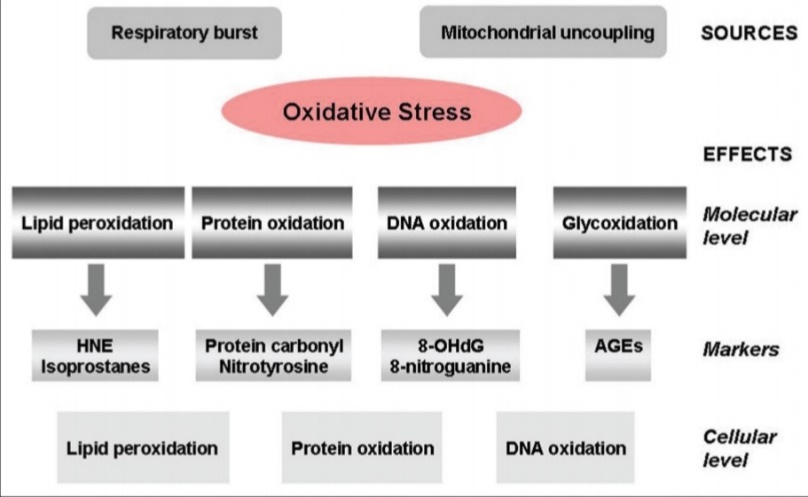 Respiratory burst
Mitochondrial uncoupling
SOURCES
Oxidative Stress
EFFECTS
Lipid peroxidation
Protein oxidation
DNA oxidation
Glycoxidation
Molecular
level
HNE
Isoprostanes
Protein carbonyl
Nitrotyrosine
8-OHdG
8-nitroguanine
AGEs
Markers
Lipid peroxidation
Protein oxidation
DNA oxidation
Cellular
level